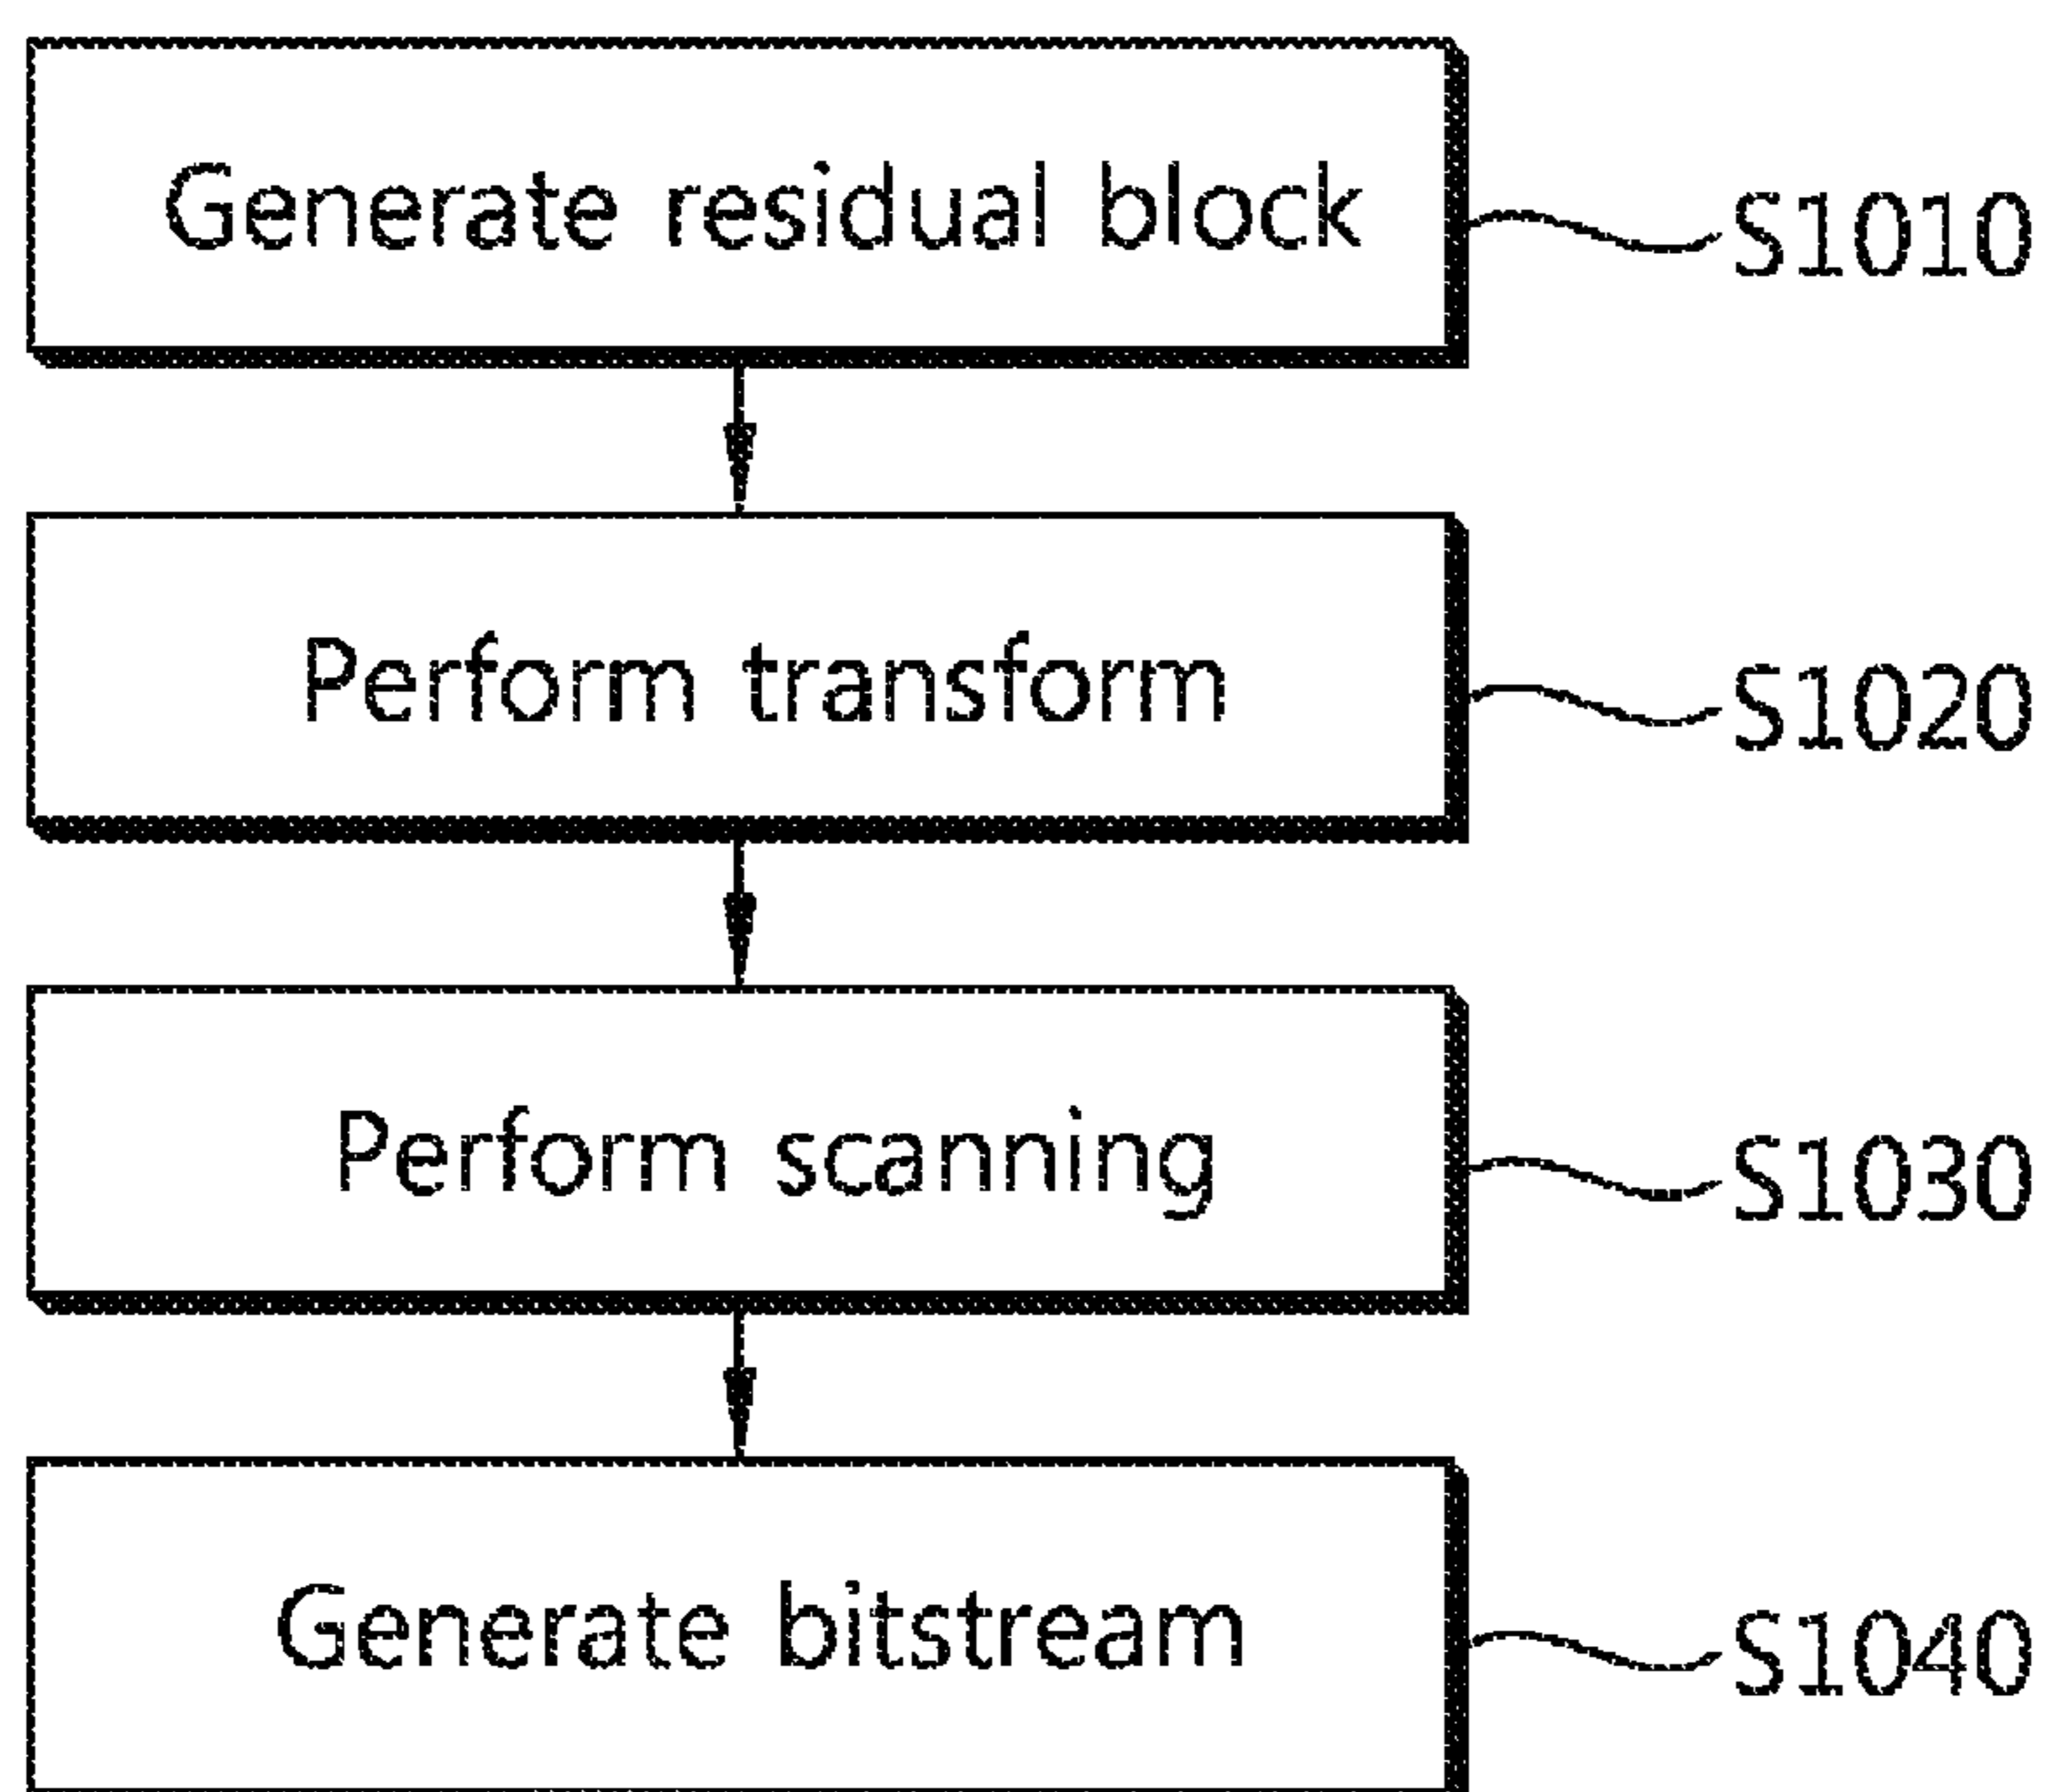 Generate residual block
S1010
Perform transform
S1020
Perform scanning
S1030
Generate bitstream
S1040